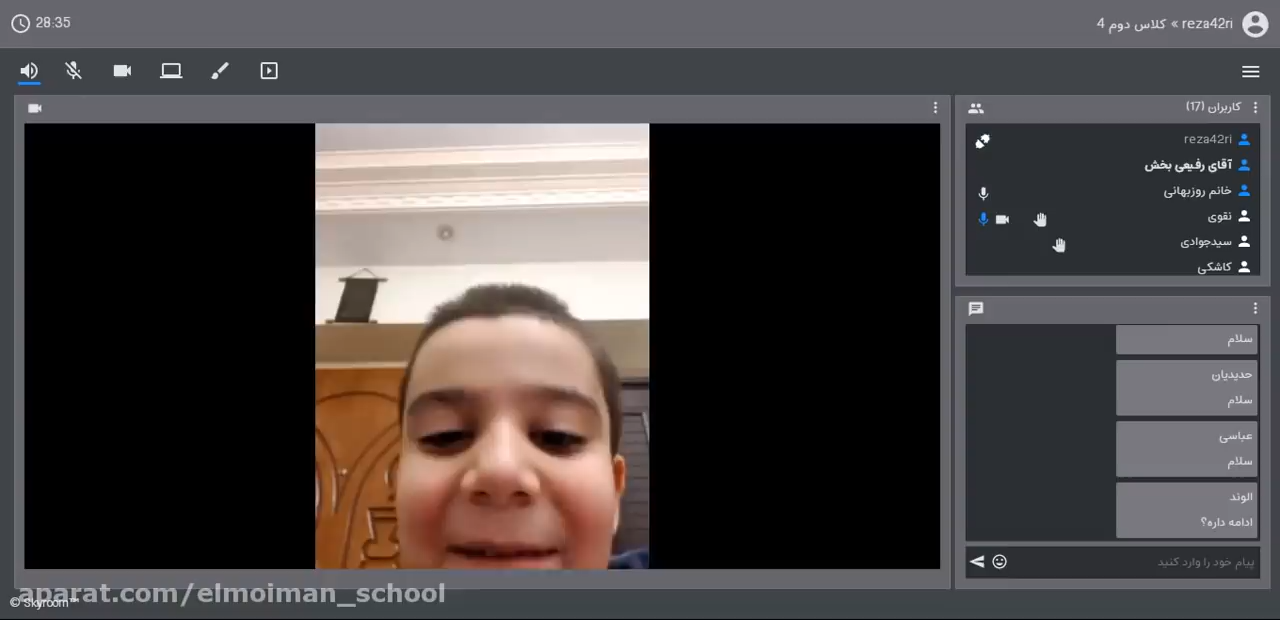 28:35
reza42ri » کلاس دوم 4
کاربران (17)
reza42ri
آقای رفیعی بخش
خانم روزبهانی
نقوی
سیدجوادی
کاشکی
سلام
حدیدیان
سلام
عباسی
سلام
الوند
ادامه داره؟
پیام خود را وارد کنید
aparat.com/elmoiman_school
© Skyroom™